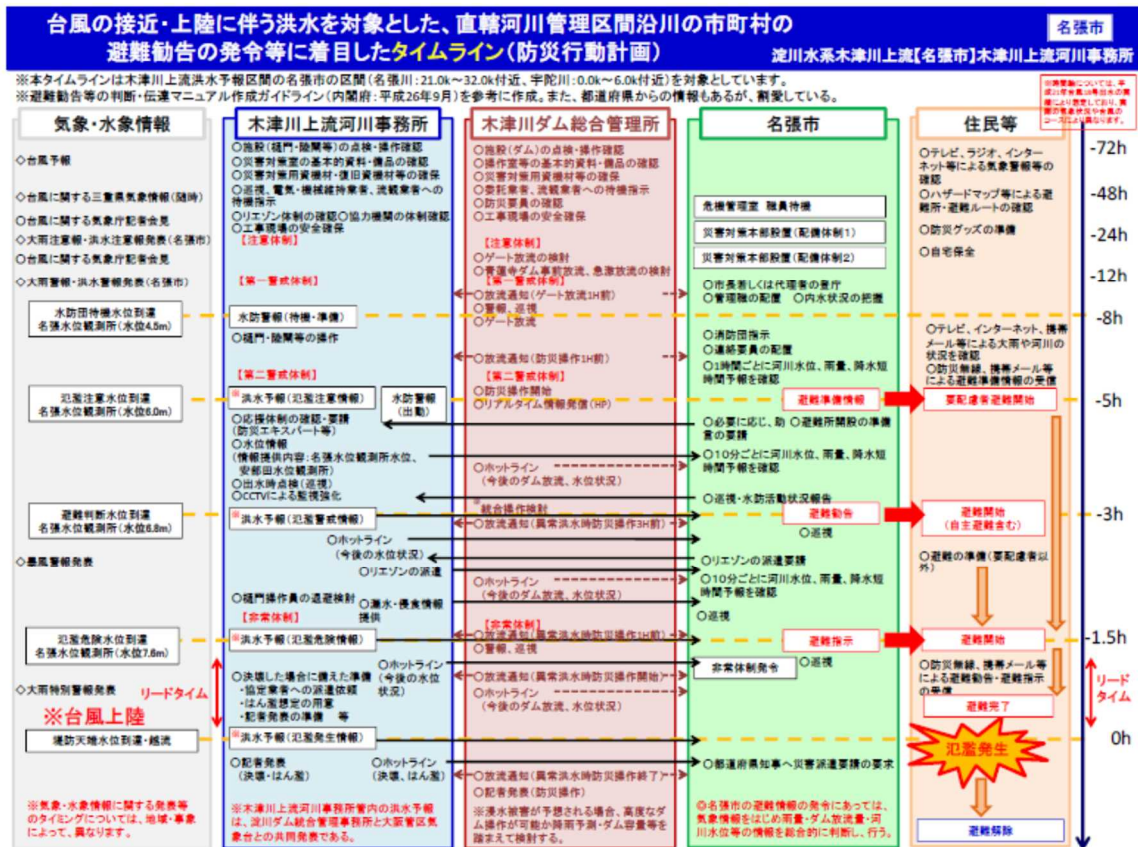 台風の接近・上陸に伴う洪水を対象とした、直轄河川管理区間沿川の市町村の
避難勧告の発令等に着目したタイムライン(防災行動計画)
名張市
淀川水系木津川上流【名張市】木津川上流河川事務所
※本タイムラインは木津川上流洪水予報区間の名張市の区間(名張川:21.0k~32.0k付近、宇陀川:0.0k~6.0k付近)を対象としています。
※避難勧告等の判断・伝達マニュアル作成ガイドライン(内閣府:平成26年9月)を参考に作成。また、都道府県からの情報もあるが、割愛している。
気象・水象情報
◇台風予報
◇台風に関する三重県気象情報(随時)
◇台風に関する気象庁記者会見
◇大雨注意報・洪水注意報発表(名張市)
◇台風に関する気象庁記者会見
◇大雨警報・洪水警報発表(名張市)
水防団待機水位到達
名張水位観測所(水位4.5m)
氾濫注意水位到達
名張水位観測所(水位6.0m)
避難判断水位到達
名張水位観測所(水位6.8m)
◇暴風警報発表
氾濫危険水位到達
名張水位観測所(水位7.6m)
◇大雨特別警報発表
リードタイム
※台風上陸
堤防天端水位到達・越流
※気象・水象情報に関する発表等
のタイミングについては、地域・事象
によって、異なります。
木津川上流河川事務所
○施設(樋門・陸閘等)の点検・操作確認
○災害対策室の基本的資料・備品の確認
○災害対策用資機材・復旧資機材等の確保
○巡視、電気・機械維持業者、流観業者への
待機指示
○リエゾン体制の確認○協力機関の体制確認
○工事現場の安全確保
【注意体制】
【第一警戒体制】
水防警報(待機・準備)
○樋門・陸閘等の操作
【第二警戒体制】
※洪水予報(氾濫注意情報)
水防警報
(出動)
○応援体制の確認・要請
(防災エキスパート等)
○水位情報
(情報提供内容:名張水位観測所水位、
安部田水位観測所)
○出水時点検(巡視)
○CCTVによる監視強化
※洪水予報(氾濫警戒情報)
○ホットライン
(今後の水位状況)
○リエゾンの派遣
○樋門操作員の退避検討
○漏水・侵食情報
提供
【非常体制】
※洪水予報(氾濫危険情報)
○ホットライン
(今後の水位
状況)
○決壊した場合に備えた準備
・協定業者への派遣依頼
・はん濫想定の用意
・記者発表の準備 等
※洪水予報(氾濫発生情報)
○記者発表
(決壊・はん濫)
○ホットライン
(決壊、はん濫)
※木津川上流河川事務所管内の洪水予報
は、淀川ダム統合管理事務所と大阪管区気
象台との共同発表である。
木津川ダム総合管理所
○施設(ダム)の点検・操作確認
○操作室等の基本的資料・備品の確認
○災害対策用資機材等の確保
○委託業者、流観業者への待機指示
○防災要員の確認
○工事現場の安全確保
【注意体制】
○ゲート放流の検討
○青蓮寺ダム事前放流、急激放流の検討
【第一警戒体制】
○放流通知(ゲート放流1H前)
○警報、巡視
○ゲート放流
○放流通知(防災操作1H前)
【第二警戒体制】
○防災操作開始
○リアルタイム情報発信(HP)
○ホットライン
(今後のダム放流、水位状況)
※統合操作検討
○放流通知(異常洪水時防災操作3H前)
○ホットライン
(今後のダム放流、水位状況)
【非常体制】
○放流通知(異常洪水時防災操作1H前)
○警報、巡視
○放流通知(異常洪水時防災操作開始)
○ホットライン
(今後のダム放流、水位状況)
○放流通知(異常洪水時防災操作終了)
○記者発表(防災操作)
※浸水被害が予想される場合、高度なダ
ム操作が可能か降雨予測・ダム容量等を
踏まえて検討する。
名張市
危機管理室 職員待機
災害対策本部設置(配備体制1)
災害対策本部設置(配備体制2)
○市長若しくは代理者の登庁
○管理職の配置 ○内水状況の把握
○消防団指示
○連絡要員の配置
○1時間ごとに河川水位、雨量、降水短
時間予報を確認
避難準備情報
○必要に応じ、助
言の要請
○避難所開設の準備
○10分ごとに河川水位、雨量、降水短
時間予報を確認
○巡視・水防活動状況報告
避難勧告
○巡視
○リエゾンの派遣要請
○10分ごとに河川水位、雨量、降水短
時間予報を確認
○巡視
避難指示
非常体制発令
○巡視
○都道府県知事へ災害派遣要請の要求
◎名張市の避難情報の発令にあっては、
気象情報をはじめ雨量・ダム放流量・河
川水位等の情報を総合的に判断し、行う。
住民等
○テレビ、ラジオ、インター
ネット等による気象警報等の
確認
○ハザードマップ等による避
難所・避難ルートの確認
○防災グッズの準備
○自宅保全
○テレビ、インターネット、携帯
メール等による大雨や河川の
状況を確認
○防災無線、携帯メール等
による避難準備情報の受信
要配慮者避難開始
避難開始
(自主避難含む)
○避難の準備(要配慮者以
外)
避難開始
○防災無線、携帯メール等
による避難勧告・避難指示
の受信
避難完了
氾濫発生
避難解除
-72h
-48h
-24h
-12h
-8h
-5h
-3h
-1.5h
リード
タイム
0h